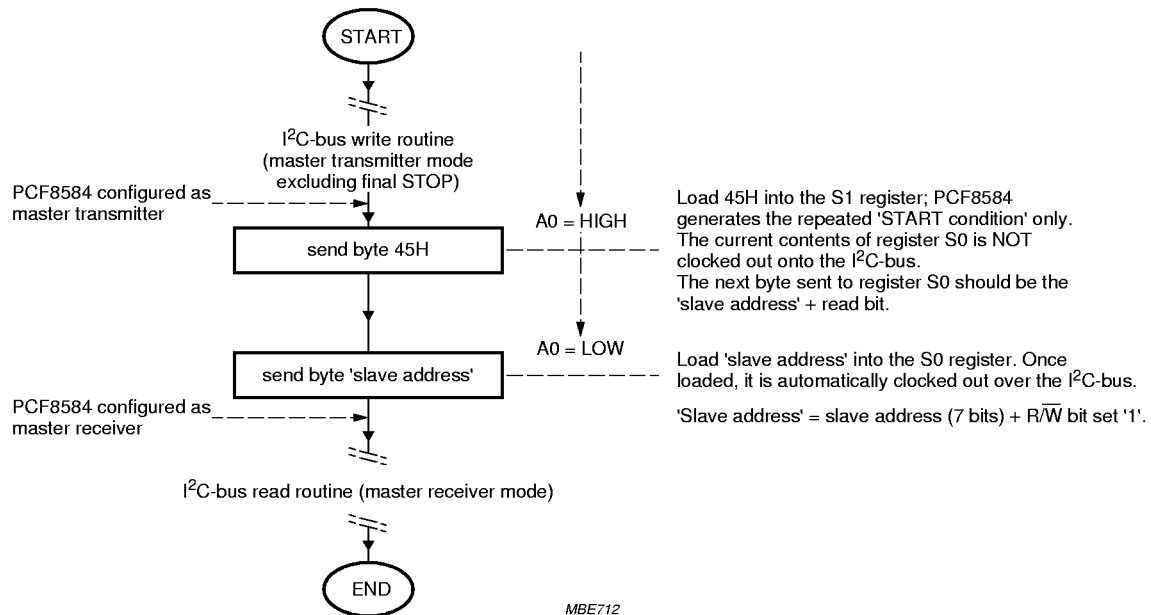 START
I²C-bus write routine
(master transmitter mode
excluding final STOP)
PCF8584 configured as
master transmitter
A0 = HIGH
send byte 45H
Load 45H into the S1 register; PCF8584
generates the repeated 'START condition' only.
The current contents of register S0 is NOT
clocked out onto the I²C-bus.
The next byte sent to register S0 should be the
'slave address' + read bit.
A0 = LOW
send byte 'slave address'
Load 'slave address' into the S0 register. Once
loaded, it is automatically clocked out over the I²C-bus.
'Slave address' = slave address (7 bits) + R/W̅ bit set '1'.
PCF8584 configured as
master receiver
I²C-bus read routine (master receiver mode)
END
MBE712